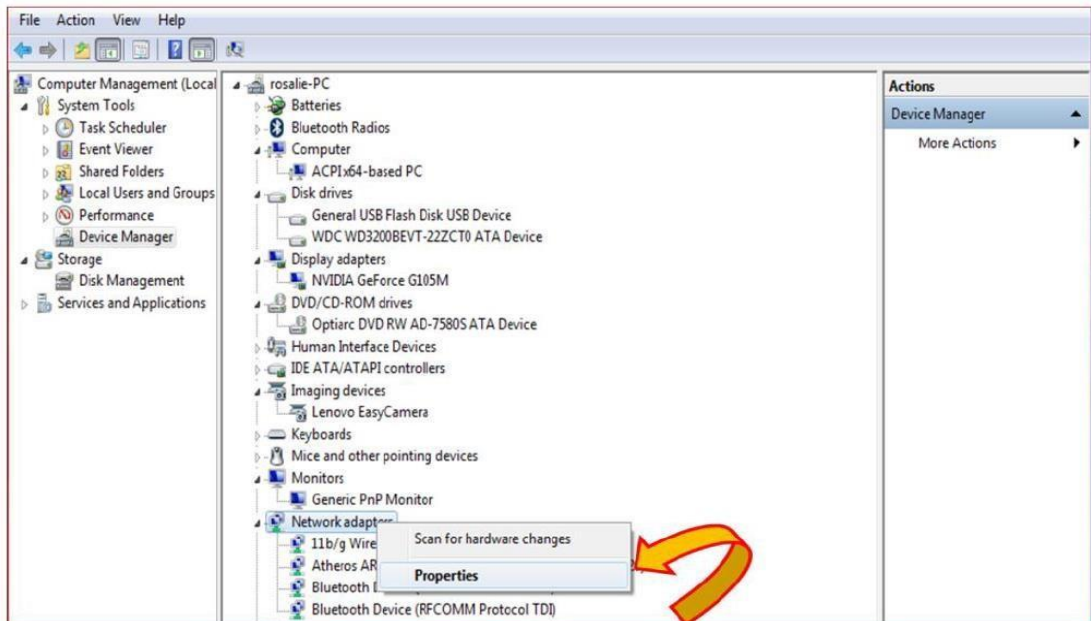 File Action View Help
Computer Management (Local
System Tools
Task Scheduler
Event Viewer
Shared Folders
Local Users and Groups
Performance
Device Manager
Storage
Disk Management
Services and Applications
rosalie-PC
Batteries
Bluetooth Radios
Computer
ACPI x64-based PC
Disk drives
General USB Flash Disk USB Device
WDC WD3200BEVT-22ZCT0 ATA Device
Display adapters
NVIDIA GeForce G105M
DVD/CD-ROM drives
Optiarc DVD RW AD-7580S ATA Device
Human Interface Devices
IDE ATA/ATAPI controllers
Imaging devices
Lenovo EasyCamera
Keyboards
Mice and other pointing devices
Monitors
Generic PnP Monitor
Network adapters
11b/g Wire
Atheros AR
Bluetooth
Bluetooth Device (RFCOMM Protocol TDI)
Scan for hardware changes
Properties
Actions
Device Manager
More Actions